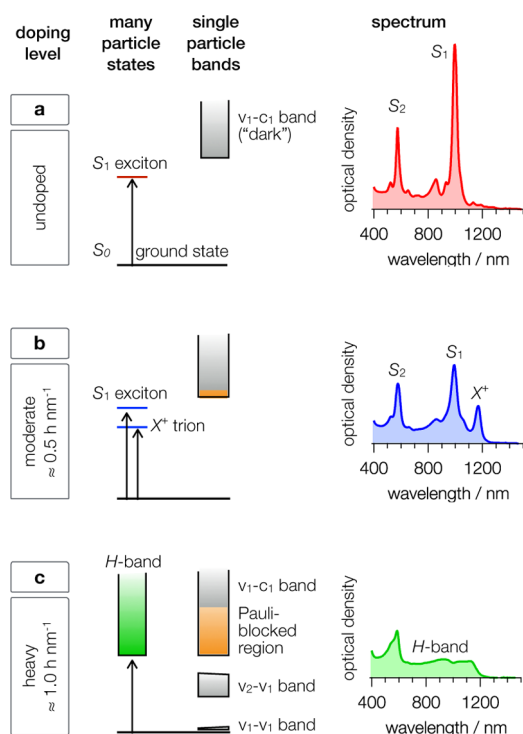 doping
level
many
particle
states
single
particle
bands
spectrum
a
undoped
S₁ exciton
S₀
ground state
v₁-c₁ band
("dark")
S₂
S₁
optical density
400 800 1200
wavelength / nm
b
moderate
≈ 0.5 h nm⁻¹
S₁ exciton
X⁺ trion
S₂
S₁
X⁺
optical density
400 800 1200
wavelength / nm
c
heavy
≈ 1.0 h nm⁻¹
H-band
v₁-c₁ band
Pauli-
blocked
region
v₂-v₁ band
v₁-v₁ band
H-band
optical density
400 800 1200
wavelength / nm